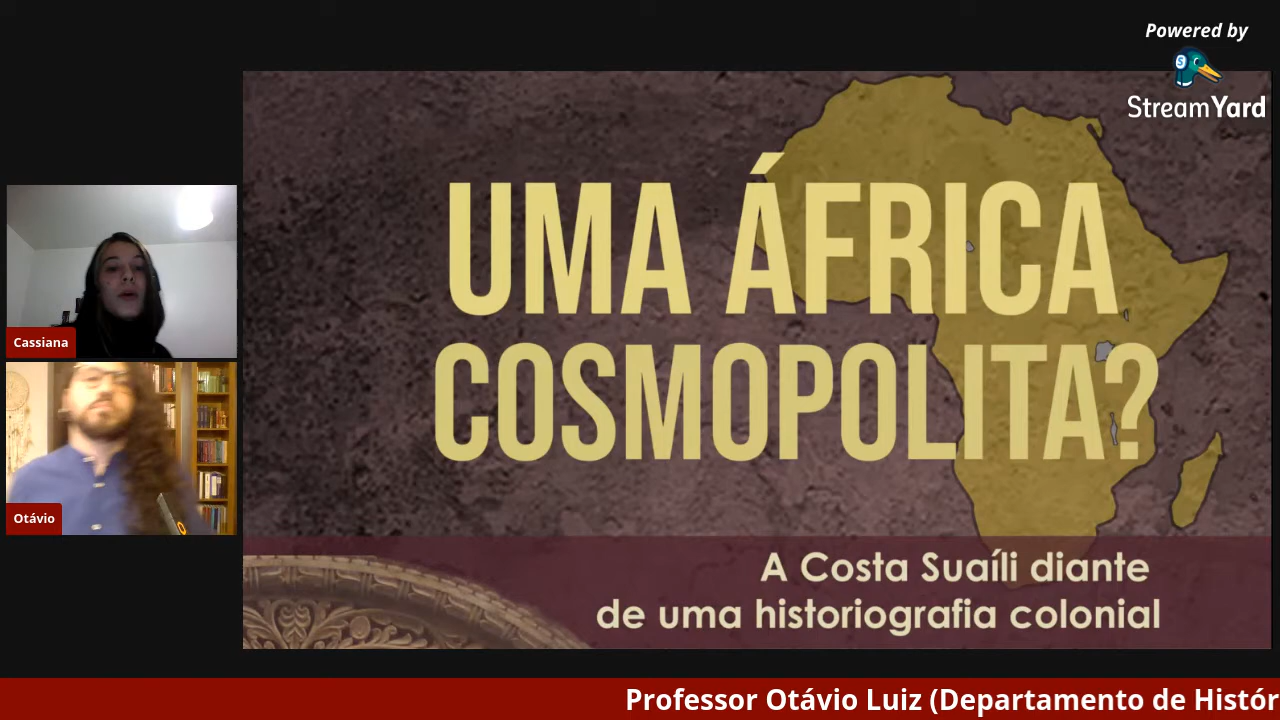 Powered by
StreamYard
UMA ÁFRICA
COSMOPOLITA?
A Costa Suaíli diante
de uma historiografia colonial
Cassiana
Otávio
Professor Otávio Luiz (Departamento de Histór